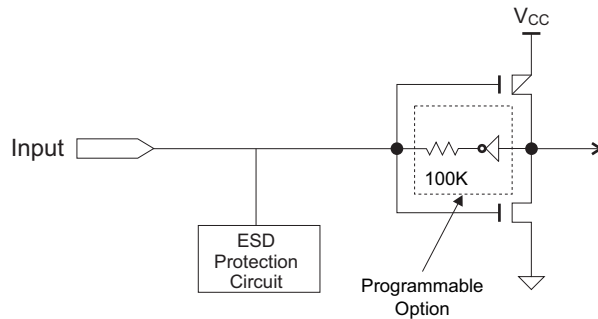 VCC
Input
100K
ESD
Protection
Circuit
Programmable
Option